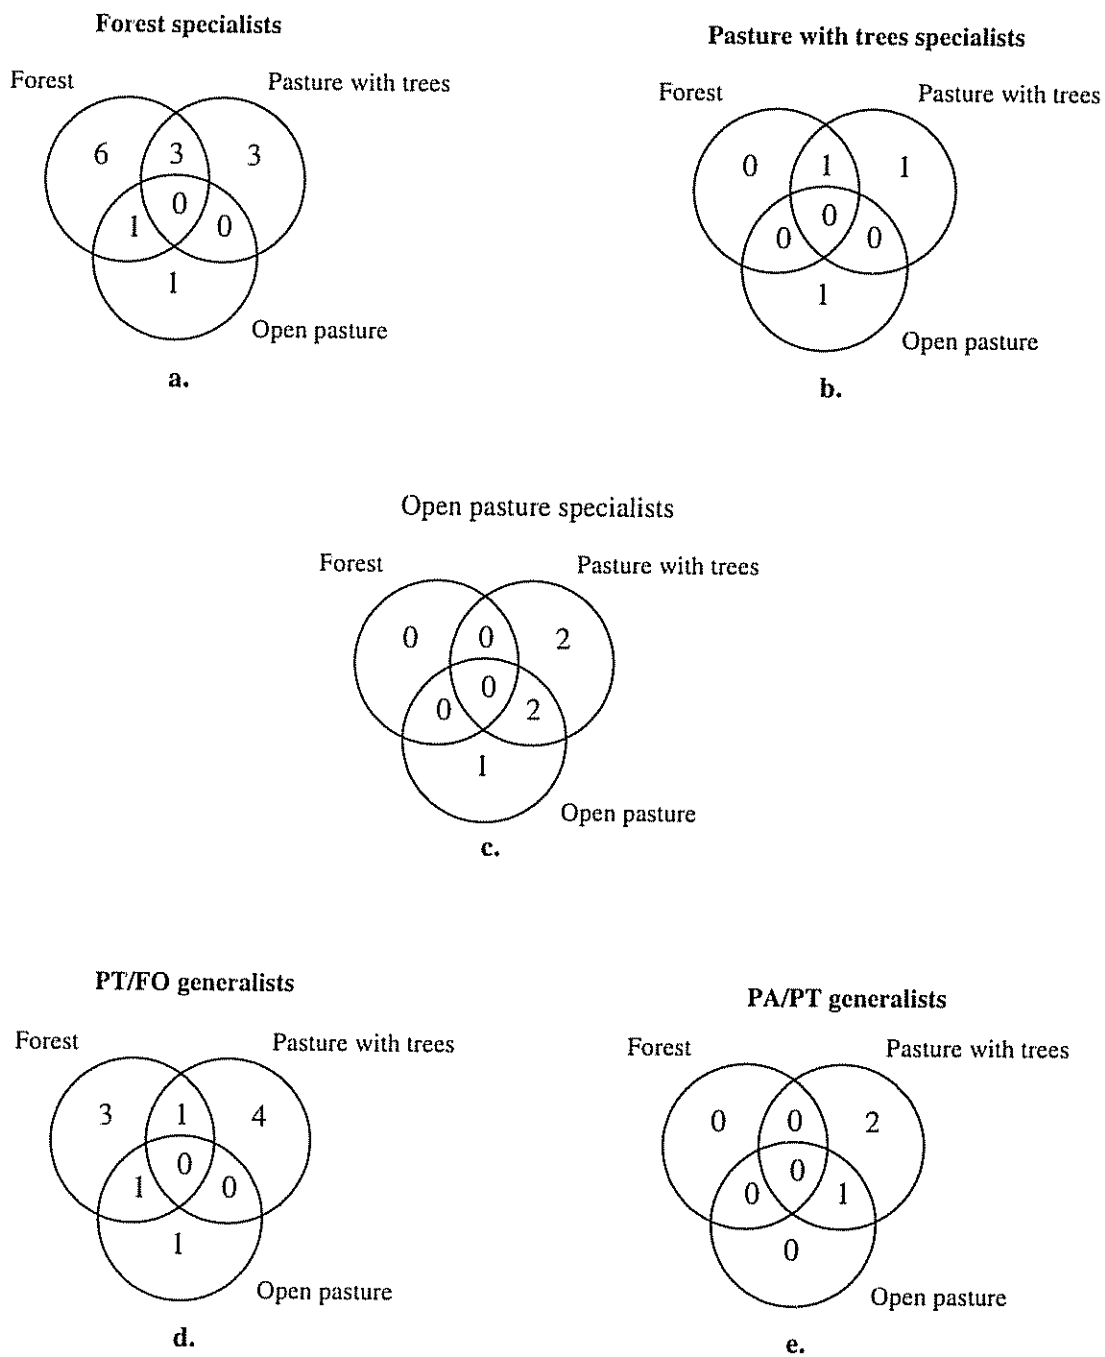 Forest specialists
Forest
Pasture with trees
6 3 3
0
1 0
1
Open pasture
a.
Pasture with trees specialists
Forest
Pasture with trees
0 1 1
0
0 0
1
Open pasture
b.
Open pasture specialists
Forest
Pasture with trees
0 0 2
0
0 2
1
Open pasture
c.
PT/FO generalists
Forest
Pasture with trees
3 1 4
0
1 0
1
Open pasture
d.
PA/PT generalists
Forest
Pasture with trees
0 0 2
0
0 1
0
Open pasture
e.